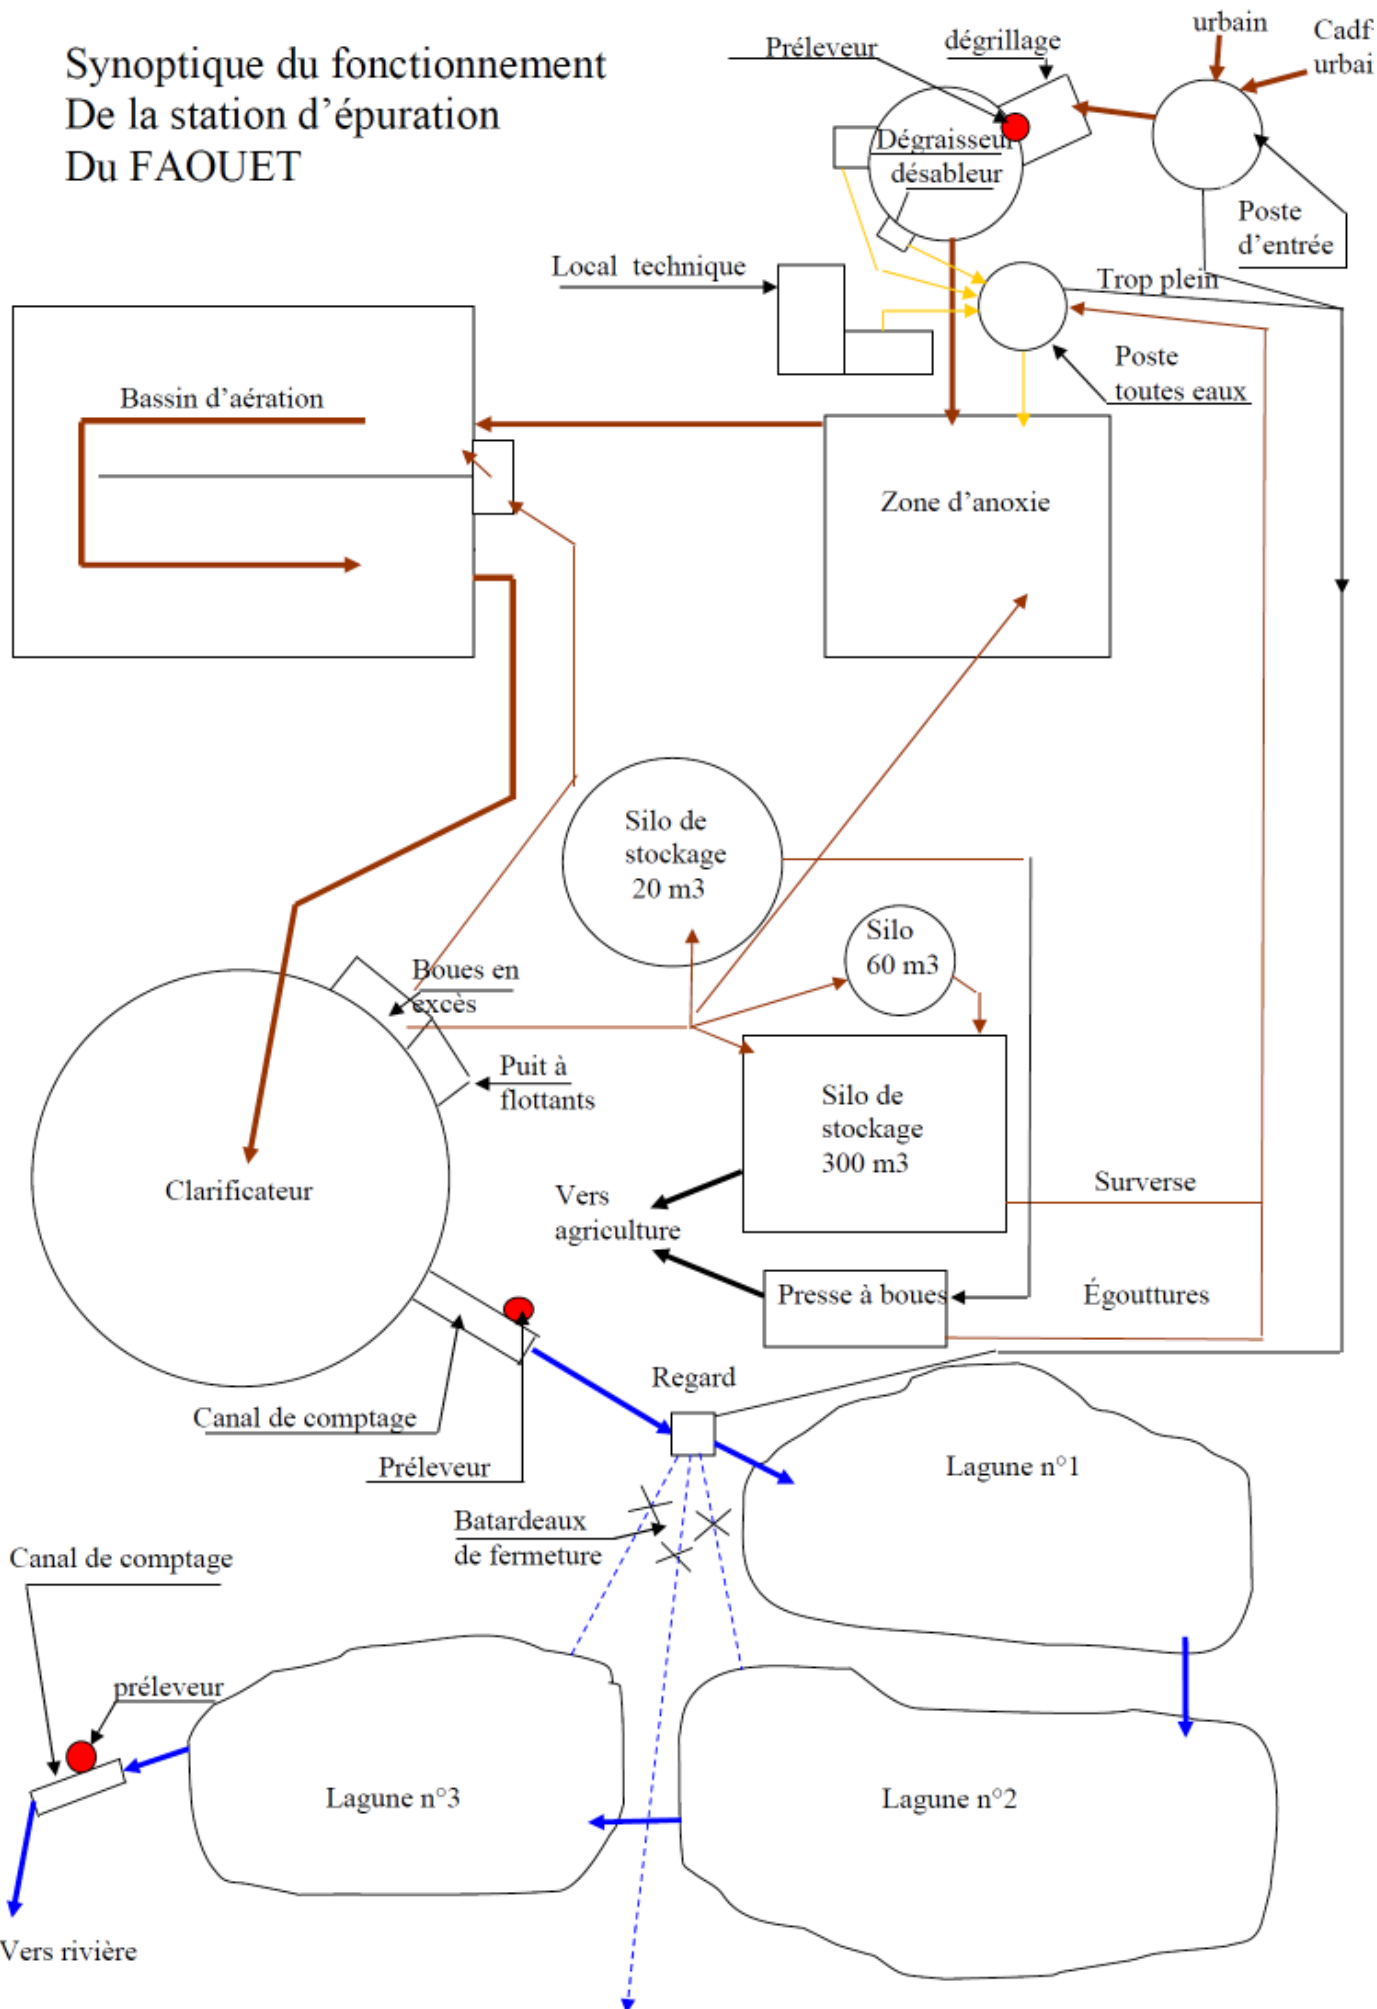 Synoptique du fonctionnement
De la station d'épuration
Du FAOUET
Préleveur
dégrillage
urbain
Cadf
urbai
Dégraisseur
désableur
Poste
d'entrée
Local technique
Trop plein
Poste
toutes eaux
Bassin d'aération
Zone d'anoxie
Silo de
stockage
20 m3
Silo
60 m3
Boues en
excès
Puit à
flottants
Silo de
stockage
300 m3
Clarificateur
Vers
agriculture
Surverse
Presse à boues
Égouttures
Regard
Canal de comptage
Préleveur
Lagune n°1
Batardeaux
de fermeture
Canal de comptage
préleveur
Lagune n°3
Lagune n°2
Vers rivière